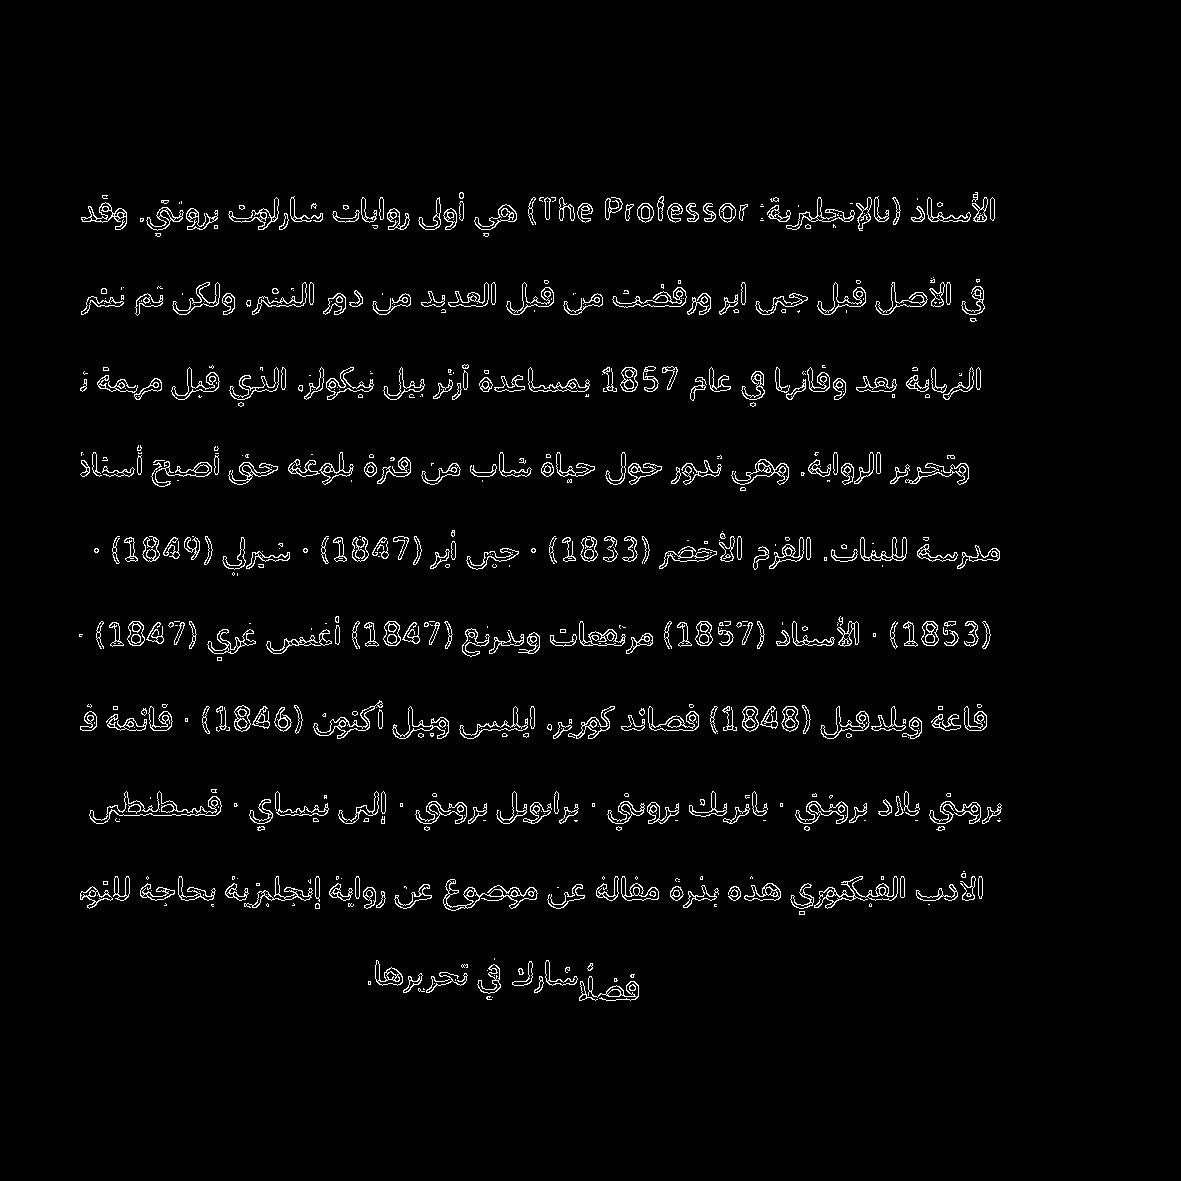 الأستاذ (بالإنجليزية: The Professor) هي أولى روايات شارلوت برونتي. وقد
في الأصل قبل جين اير ورفضت من قبل العديد من دور النشر. ولكن تم نشر
النهاية بعد وفاتها في عام 1857 بمساعدة آرثر بيل نيكولز. الذي قبل مهمة
وتحرير الرواية. وهي تدور حول حياة شاب من فترة بلوغه حتى أصبح أستاذ
مدرسة للبنات. القزم الأخضر (1833) · جين أير (1847) · شيرلي (1849) ·
(1853) · الأستاذ (1857) مرتفعات ويذرنغ (1847) أغنس غري (1847) ·
قاعة ويلدفيل (1848) قصائد كورير. ايليس وبيل أكتون (1846) · قائمة
برونتي بلاد برونتي · باتريك برونتي · برانويل برونتي · إلين نيساي · قسطنطين
الأدب الفيكتوري هذه بذرة مقالة عن موضوع عن رواية إنجليزية بحاجة
فضلًا شارك في تحريرها.